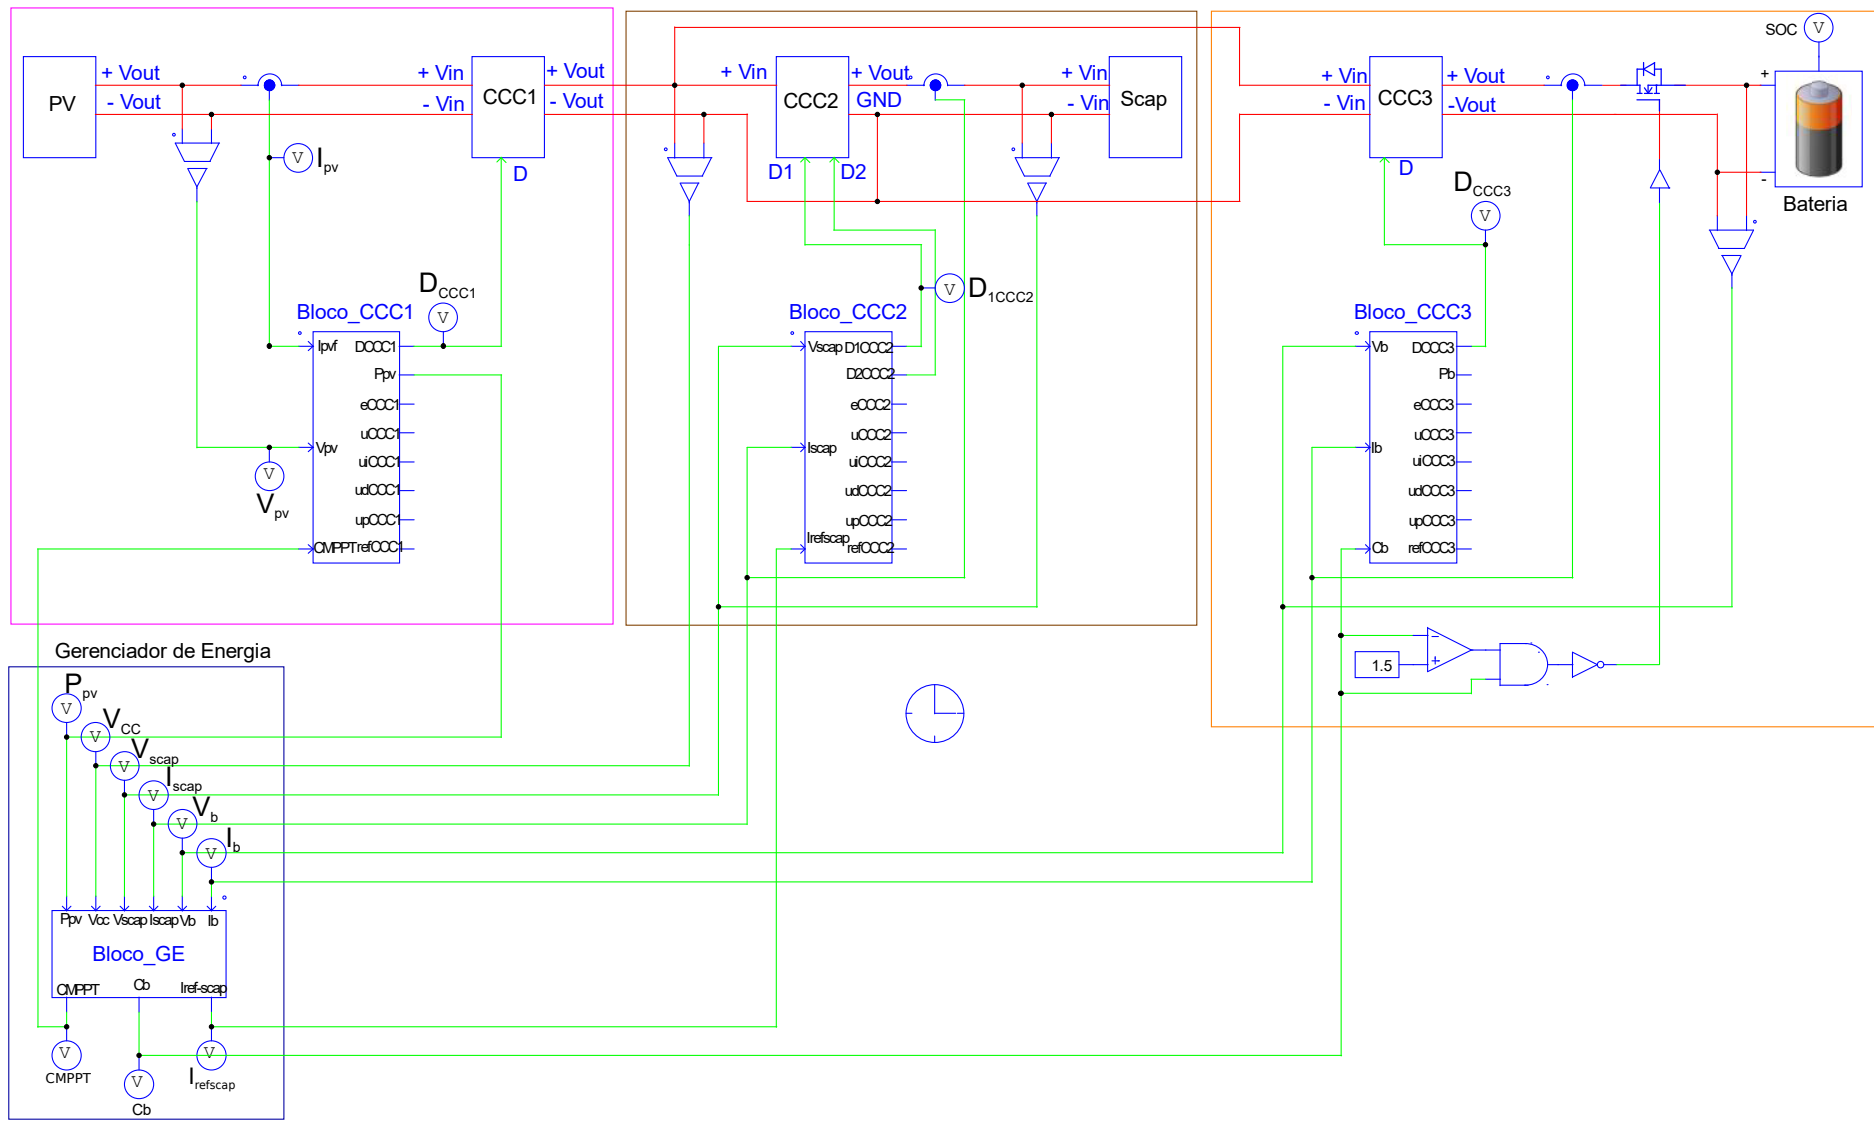 PV
+ Vout
- Vout
+ Vin
- Vin
CCC1
+ Vout
- Vout
D
V
Ipv
DCCC1
V
Bloco_CCC1
Ipvf
Vpv
CMPPT
DCCC1
Ppv
eCCC1
uCCC1
uiCCC1
udCCC1
upCCC1
refCCC1
V
Vpv
+ Vin
CCC2
+ Vout
GND
D1
D2
+ Vin
- Vin
Scap
V
D1CCC2
Bloco_CCC2
Vscap
Iscap
Irefscap
D1CCC2
D2CCC2
eCCC2
uCCC2
uiCCC2
udCCC2
upCCC2
refCCC2
+ Vin
- Vin
CCC3
+ Vout
-Vout
D
DCCC3
V
SOC
V
+
-
Bateria
Bloco_CCC3
Vb
Ib
Cb
DCCC3
Pb
eCCC3
uCCC3
uiCCC3
udCCC3
upCCC3
refCCC3
1.5
-
+
Gerenciador de Energia
Ppv
V
VCC
V
Vscap
V
Iscap
V
Vb
V
Ib
V
Ppv Vcc Vscap Iscap Vb Ib
Bloco_GE
CMPPT Cb Iref-scap
V
CMPPT
V
Cb
V
Irefscap